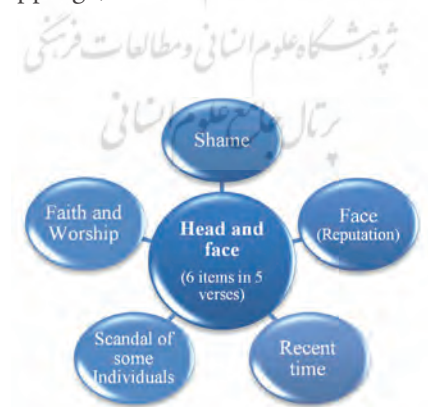 پژوهشگاه علوم انسانی و مطالعات فرهنگی
پرتال جامع علوم انسانی
Shame
Faith and
Worship
Head and
face
(6 items in 5
verses)
Face
(Reputation)
Scandal of
some
Individuals
Recent
time